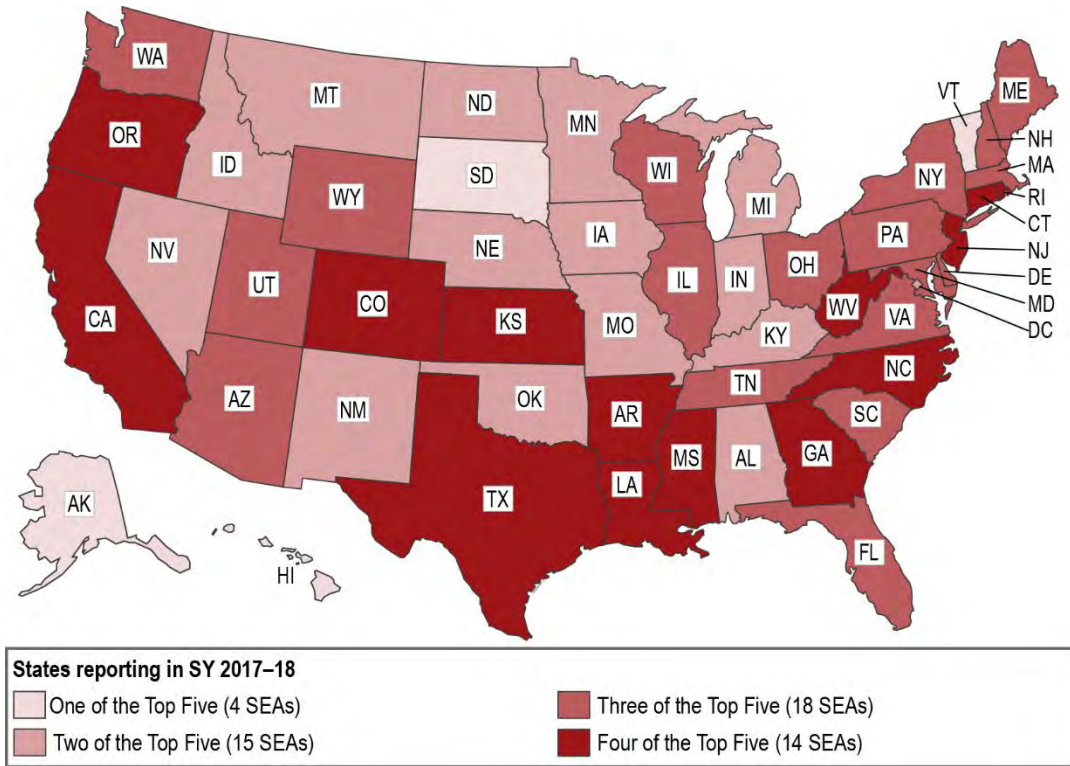 WA
MT
ND
MN
VT
ME
OR
ID
SD
WI
NH
MA
NY
RI
WY
MI
CT
NV
NE
IA
PA
NJ
UT
IL
IN
OH
DE
CA
CO
KS
MO
WV
VA
MD
KY
DC
AZ
NM
OK
AR
TN
NC
SC
MS
AL
GA
TX
LA
AK
FL
HI
States reporting in SY 2017–18
One of the Top Five (4 SEAs)
Two of the Top Five (15 SEAs)
Three of the Top Five (18 SEAs)
Four of the Top Five (14 SEAs)